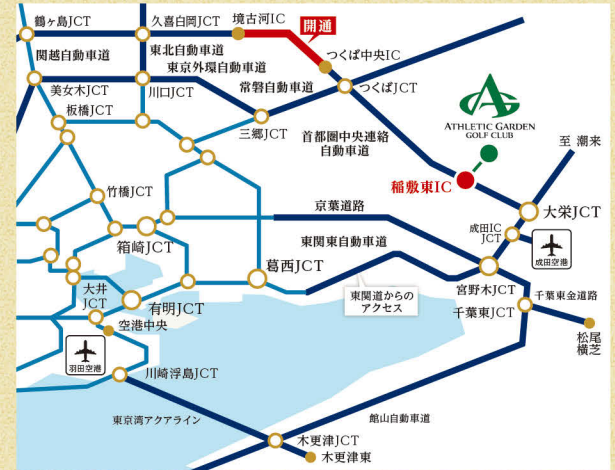 鶴ヶ島JCT
久喜白岡JCT
境古河IC
開通
関越自動車道
東北自動車道
つくば中央IC
東京外環自動車道
美女木JCT
川口JCT
常磐自動車道
つくばJCT
板橋JCT
三郷JCT
首都圏中央連絡
自動車道
ATHLETIC GARDEN
GOLF CLUB
至 潮来
稲敷東IC
竹橋JCT
京葉道路
大栄JCT
箱崎JCT
東関東自動車道
成田IC
JCT
成田空港
葛西JCT
大井
JCT
有明JCT
東関道からの
アクセス
宮野木JCT
千葉東金道路
空港中央
千葉東JCT
松尾
横芝
羽田空港
川崎浮島JCT
東京湾アクアライン
館山自動車道
木更津JCT
木更津東